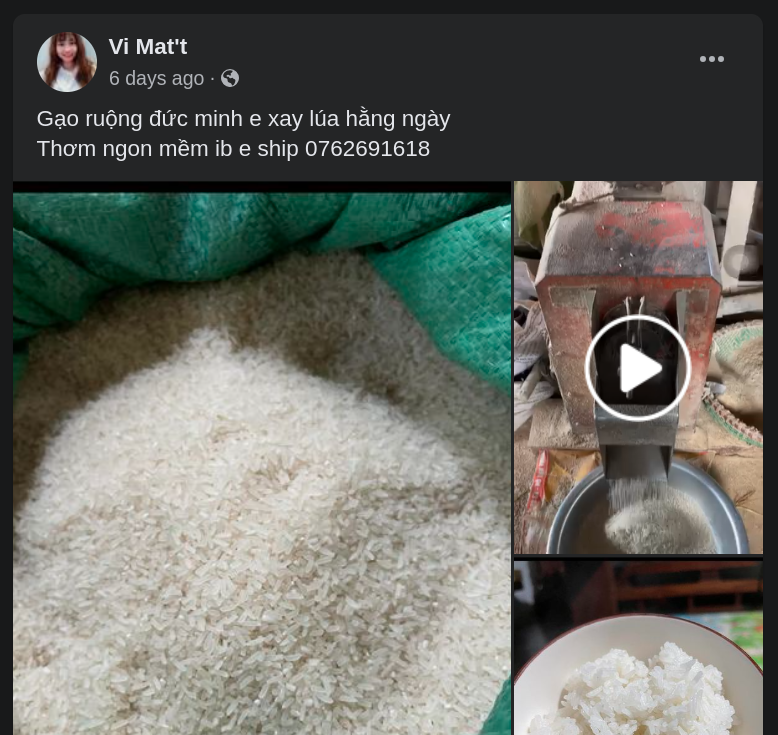 Vi Mat't
6 days ago ·
Gạo ruộng đức minh e xay lúa hằng ngày
Thơm ngon mềm ib e ship 0762691618